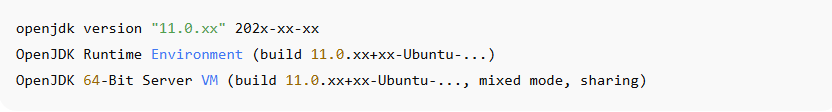 openjdk version "11.0.xx" 202x-xx-xx
OpenJDK Runtime Environment (build 11.0.xx+xx-Ubuntu-...)
OpenJDK 64-Bit Server VM (build 11.0.xx+xx-Ubuntu-..., mixed mode, sharing)